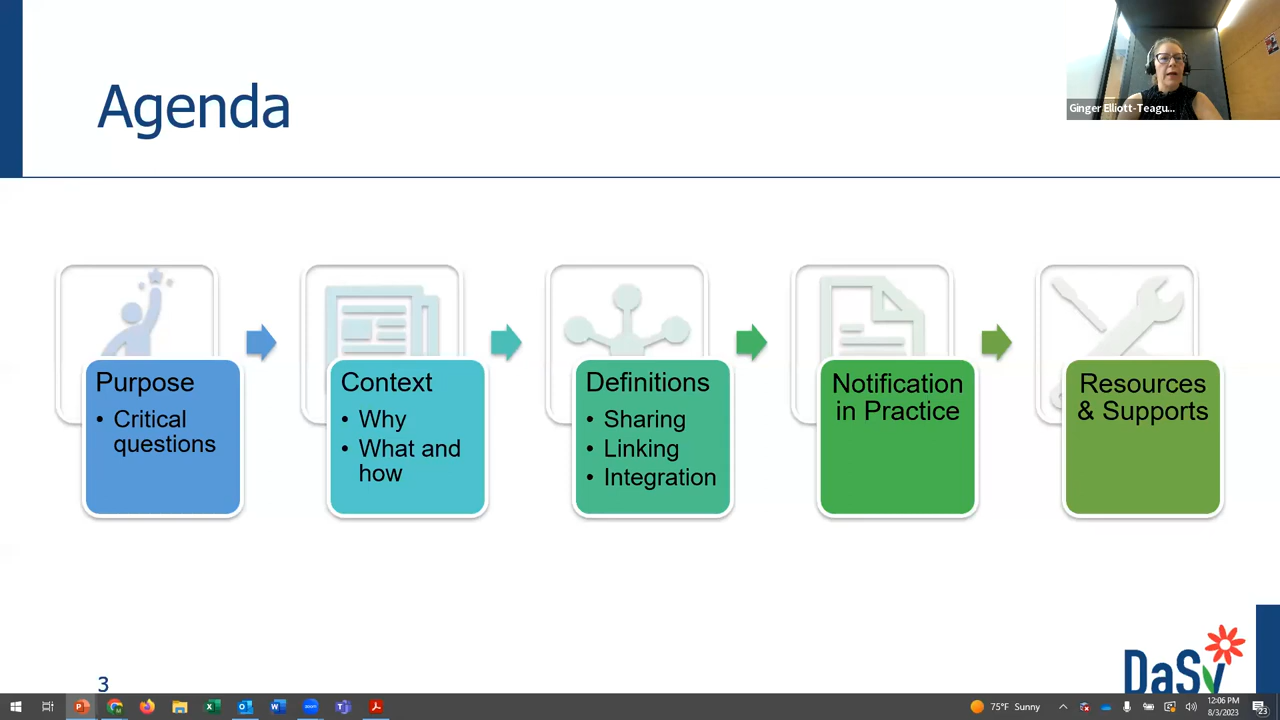 Agenda
Ginger Elliott-Teagu...
Purpose
• Critical
questions
Context
• Why
• What and
how
Definitions
• Sharing
• Linking
• Integration
Notification
in Practice
Resources
& Supports
3
DaSy
75°F Sunny
12:06 PM
8/3/2023
23